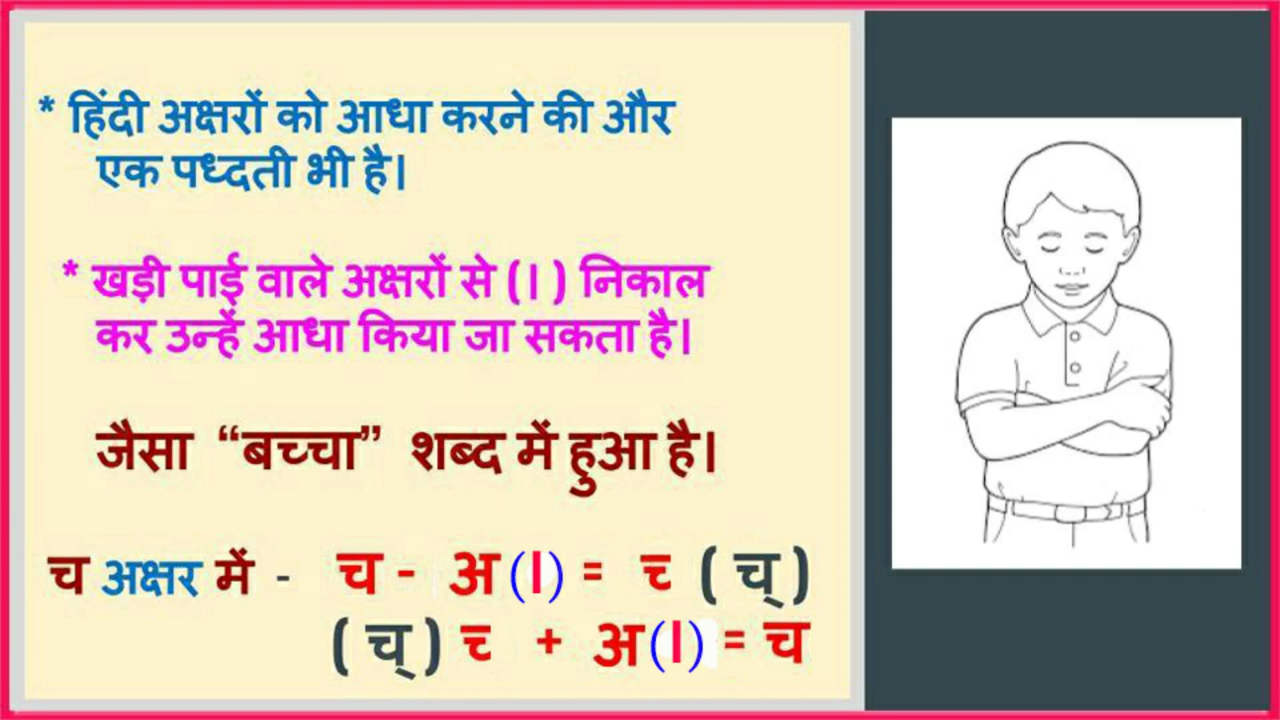 * हिंदी अक्षरों को आधा करने की और
एक पध्दती भी है।
* खड़ी पाई वाले अक्षरों से (।) निकाल
कर उन्हें आधा किया जा सकता है।
जैसा “बच्चा” शब्द में हुआ है।
च अक्षर में - च - अ (।) = च‍् ( च् )
( च् ) च‍् + अ (।) = च